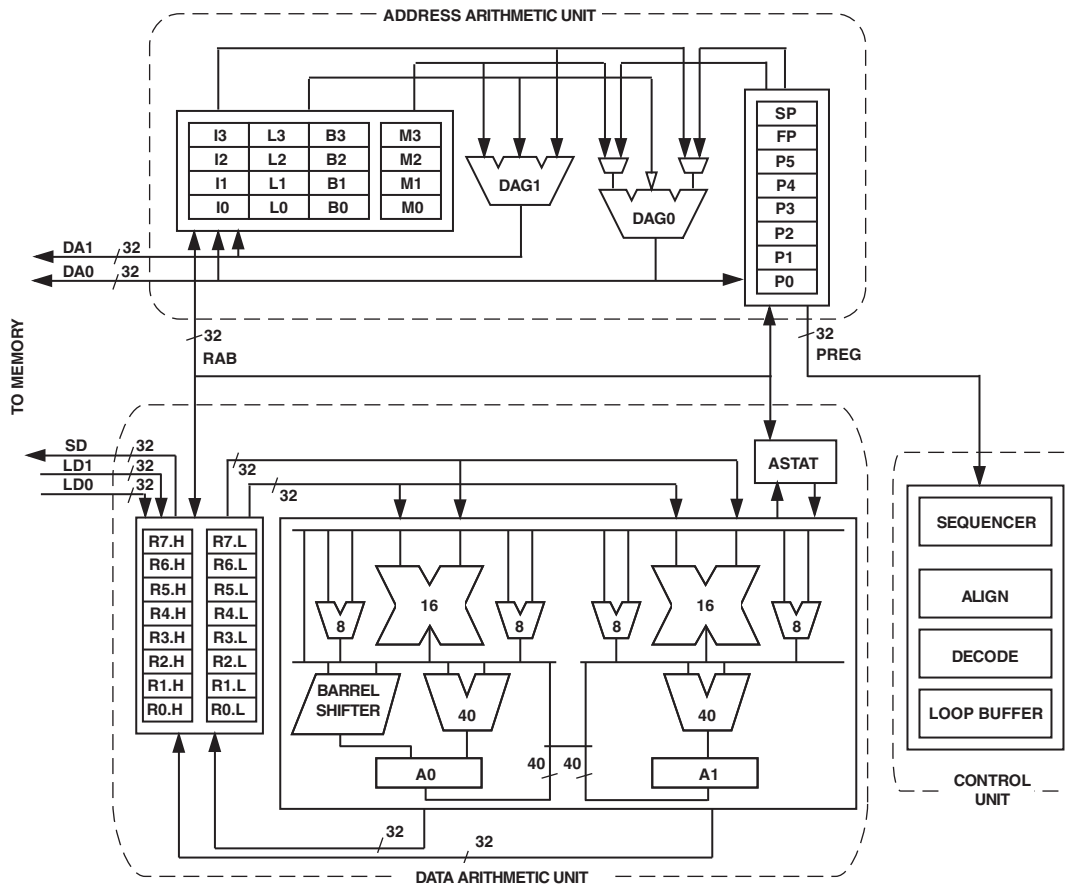 ADDRESS ARITHMETIC UNIT
I3 L3 B3 M3
I2 L2 B2 M2
I1 L1 B1 M1
I0 L0 B0 M0
DAG1
DAG0
SP
FP
P5
P4
P3
P2
P1
P0
DA1 32
DA0 32
TO MEMORY
32
RAB
32
PREG
SD 32
LD1 32
LD0 32
32
32
ASTAT
R7.H R7.L
R6.H R6.L
R5.H R5.L
R4.H R4.L
R3.H R3.L
R2.H R2.L
R1.H R1.L
R0.H R0.L
8 16 8 8 16 8
BARREL
SHIFTER
40
40
A0
40 40
A1
32
32
DATA ARITHMETIC UNIT
SEQUENCER
ALIGN
DECODE
LOOP BUFFER
CONTROL
UNIT